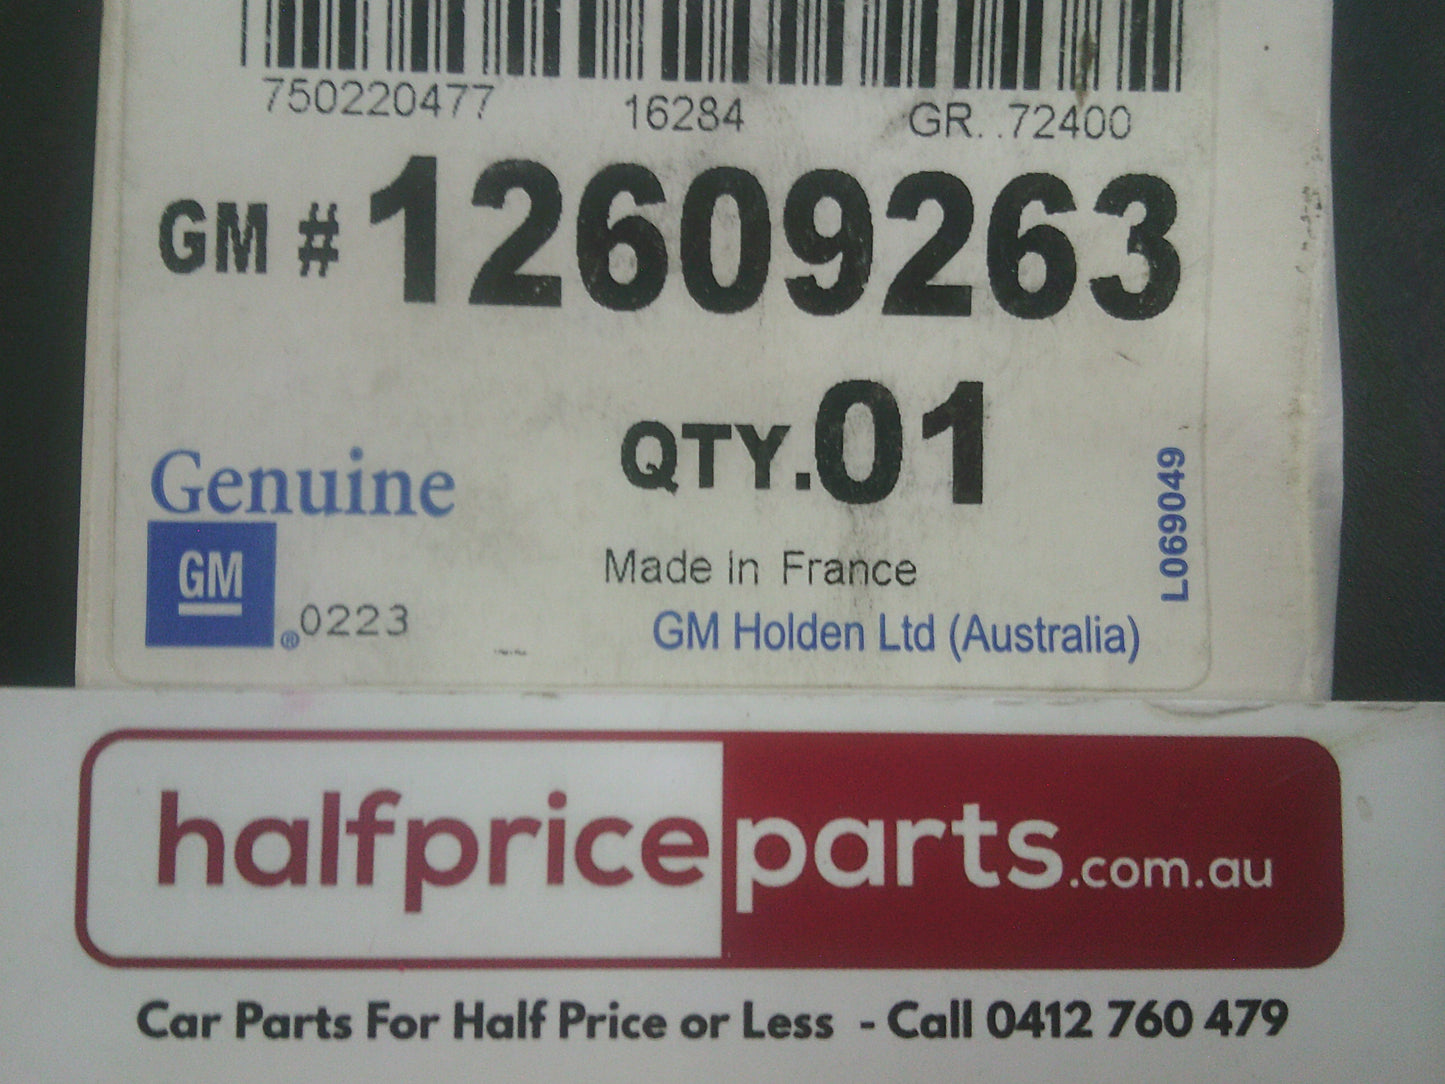 750220477 16284 GR. .72400
GM # 12609263
QTY.01
Genuine
GM
®0223
Made in France
GM Holden Ltd (Australia)
L069049
halfpriceparts.com.au
Car Parts For Half Price or Less - Call 0412 760 479